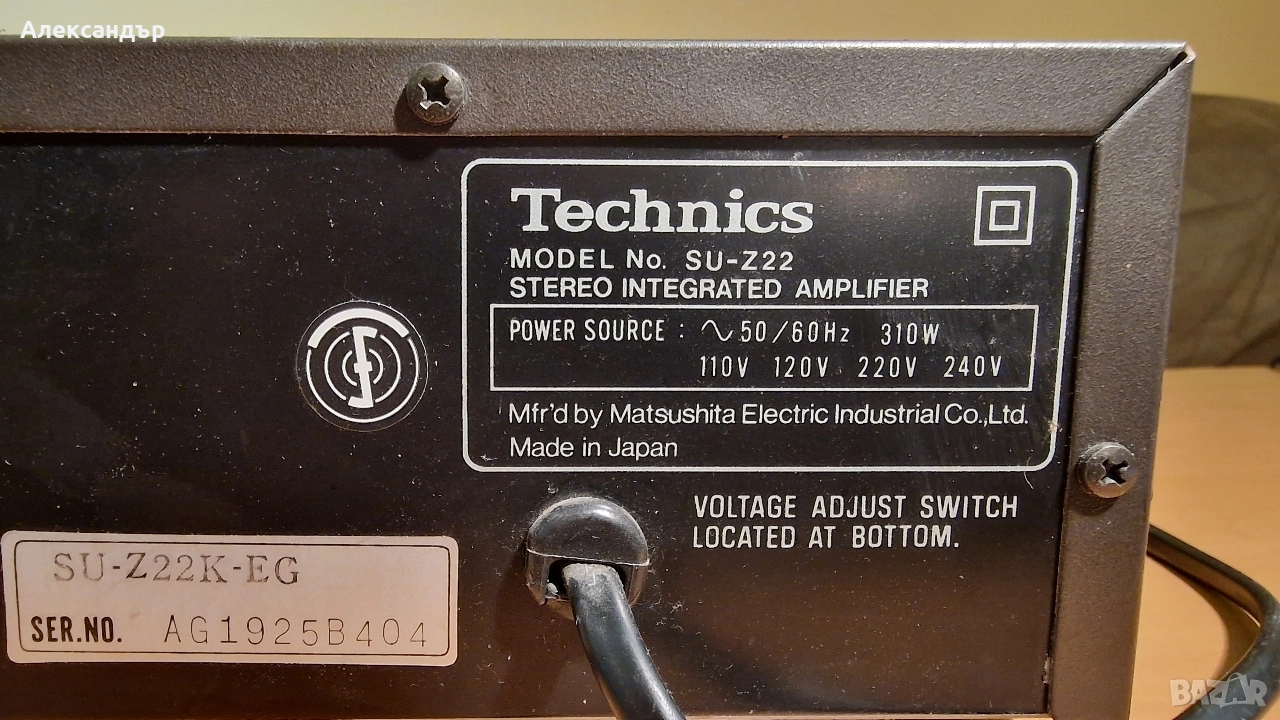 Александър
Technics
MODEL No. SU-Z22
STEREO INTEGRATED AMPLIFIER
POWER SOURCE : 50/60Hz 310W
110V 120V 220V 240V
Mfr'd by Matsushita Electric Industrial Co.,Ltd.
Made in Japan
VOLTAGE ADJUST SWITCH
LOCATED AT BOTTOM.
SU-Z22K-EG
SER.NO. AG1925B404
BAZAR